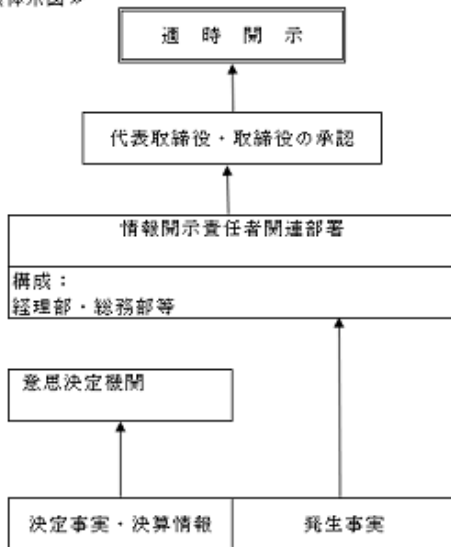 適時開示
代表取締役・取締役の承認
情報開示責任者関連部署
構成：
経理部・総務部等
意思決定機関
決定事実・決算情報
発生事実